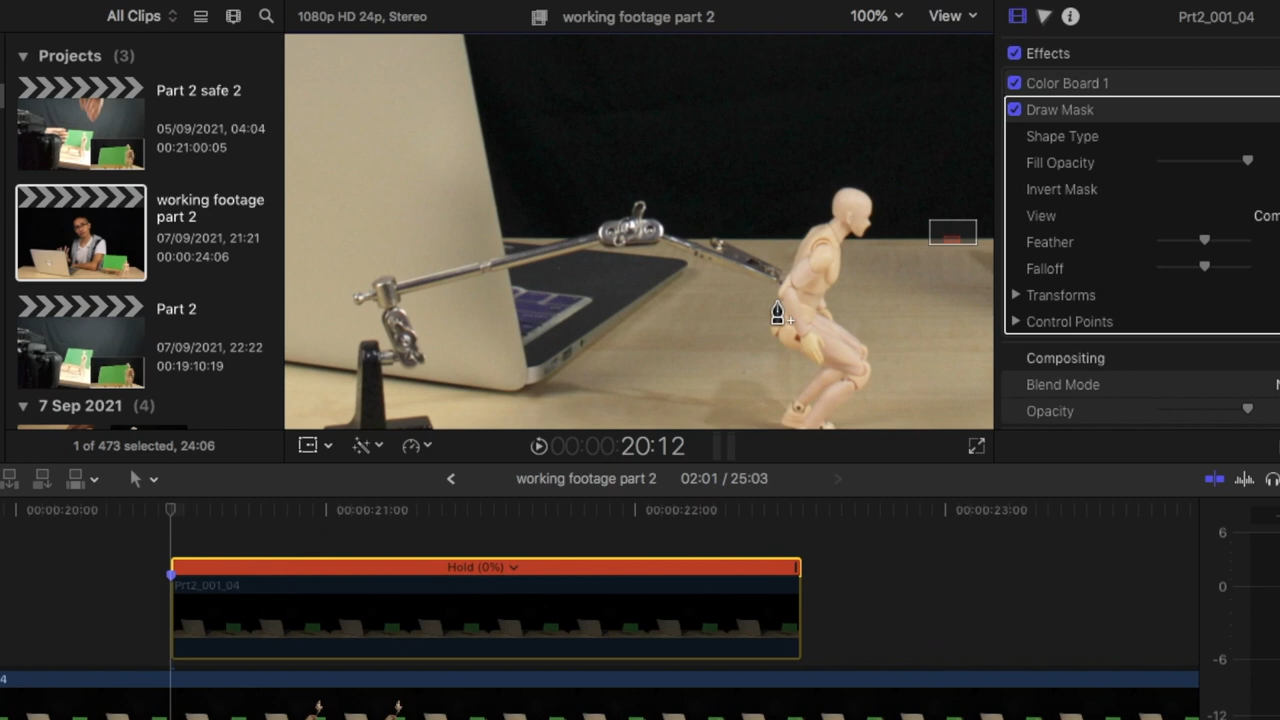 All Clips
1080p HD 24p, Stereo
working footage part 2
100%
View
Prt2_001_04
Projects (3)
Part 2 safe 2
05/09/2021, 04:04
00:21:00:05
working footage
part 2
07/09/2021, 21:21
00:00:24:06
Part 2
07/09/2021, 22:22
00:19:10:19
7 Sep 2021 (4)
1 of 473 selected, 24:06
Effects
Color Board 1
Draw Mask
Shape Type
Fill Opacity
Invert Mask
View
Com
Feather
Falloff
Transforms
Control Points
Compositing
Blend Mode
Opacity
00:00:20:12
working footage part 2
02:01 / 25:03
00:00:20:00
00:00:21:00
00:00:22:00
00:00:23:00
Hold (0%)
Prt2_001_04
4
6
0
-6
-12